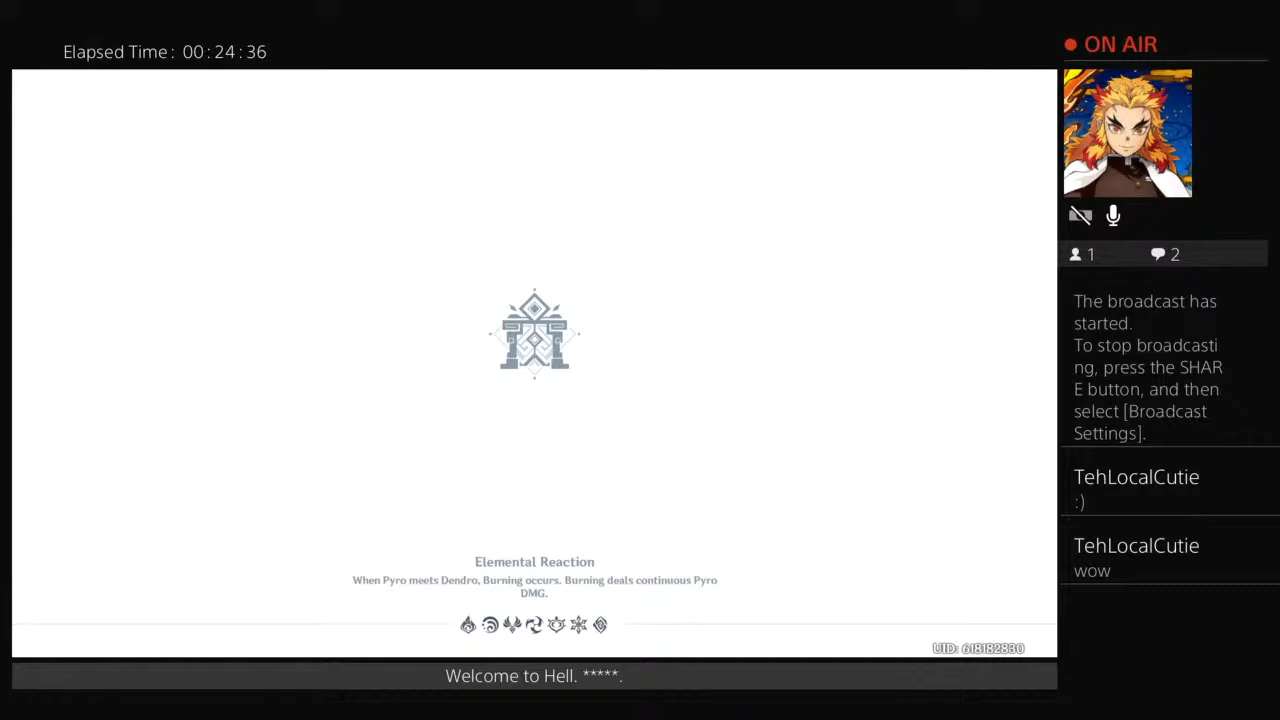 Elapsed Time: 00:24:36
ON AIR
1
2
The broadcast has
started.
To stop broadcasti
ng, press the SHAR
E button, and then
select [Broadcast
Settings].
TehLocalCutie
:)
TehLocalCutie
wow
Elemental Reaction
When Pyro meets Dendro, Burning occurs. Burning deals continuous Pyro
DMG.
UID: 618182830
Welcome to Hell. *****.